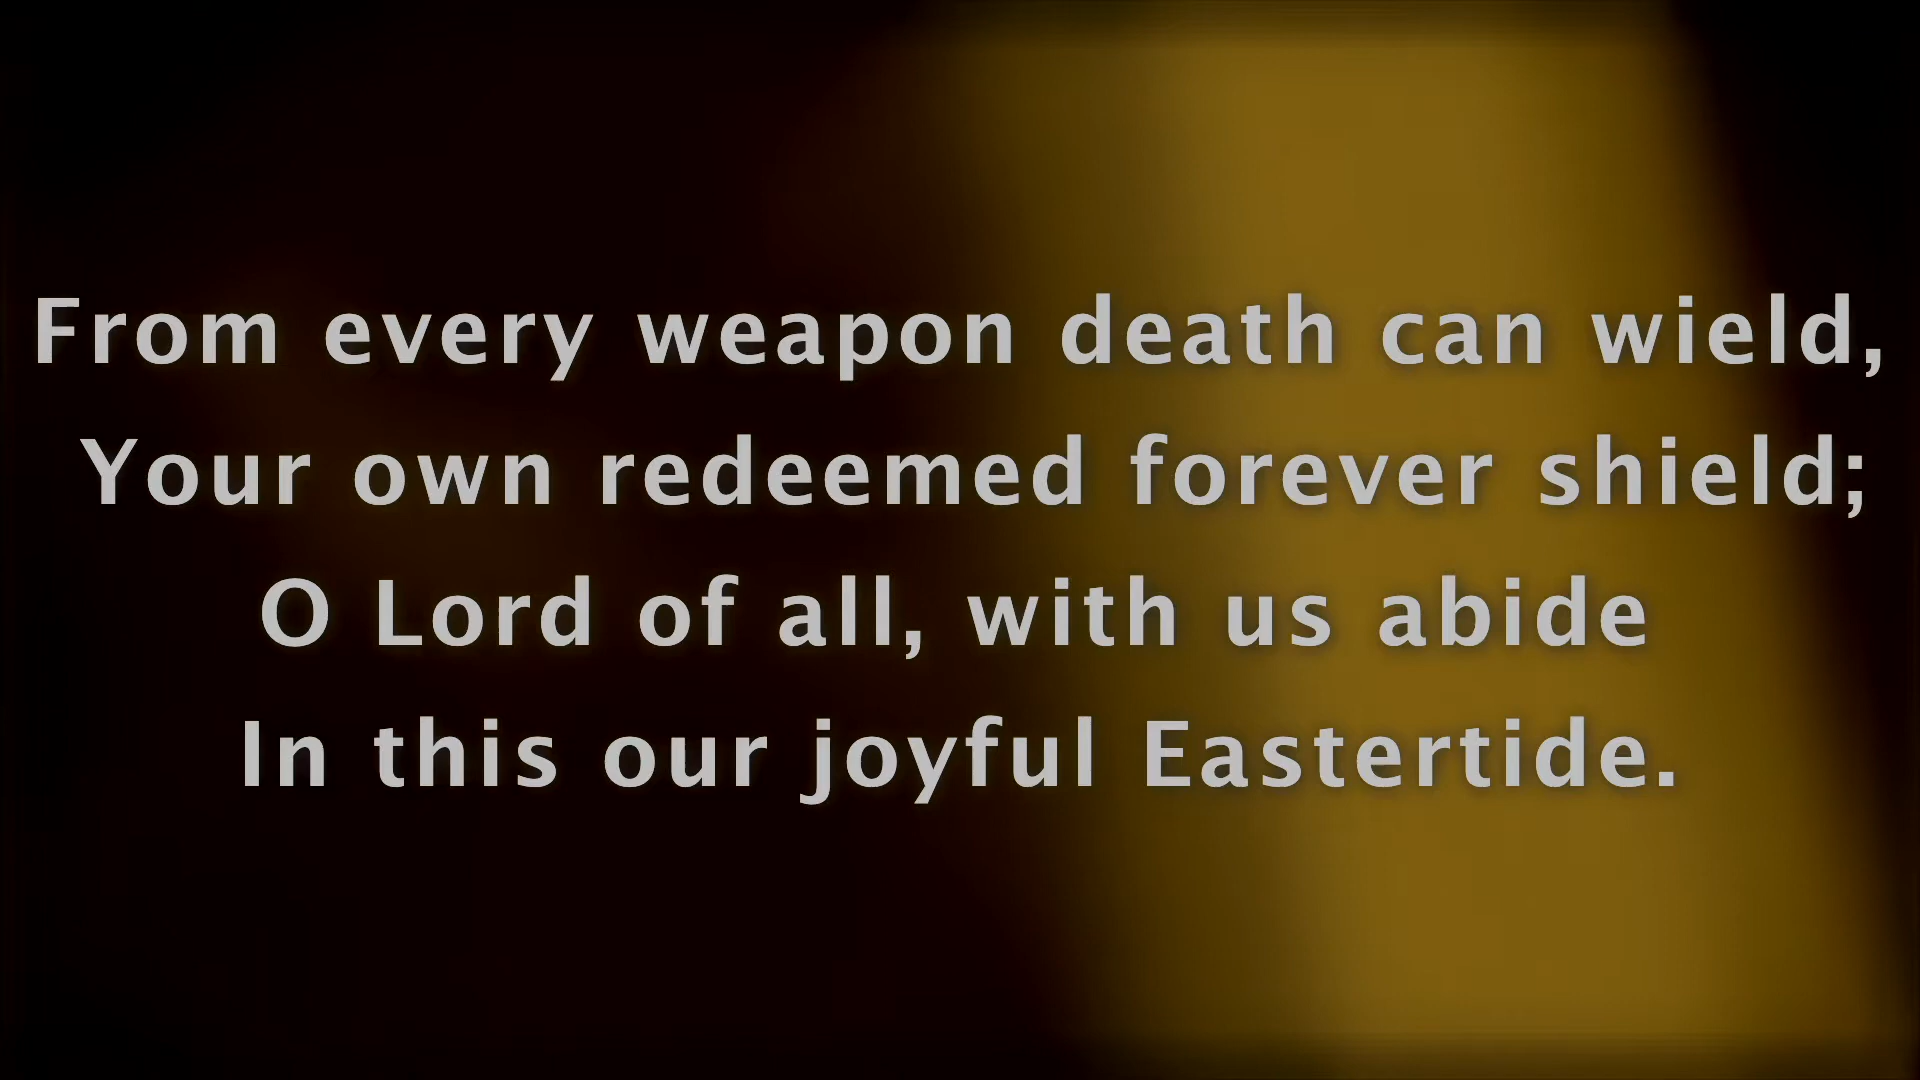 From every weapon death can wield,
Your own redeemed forever shield;
O Lord of all, with us abide
In this our joyful Eastertide.